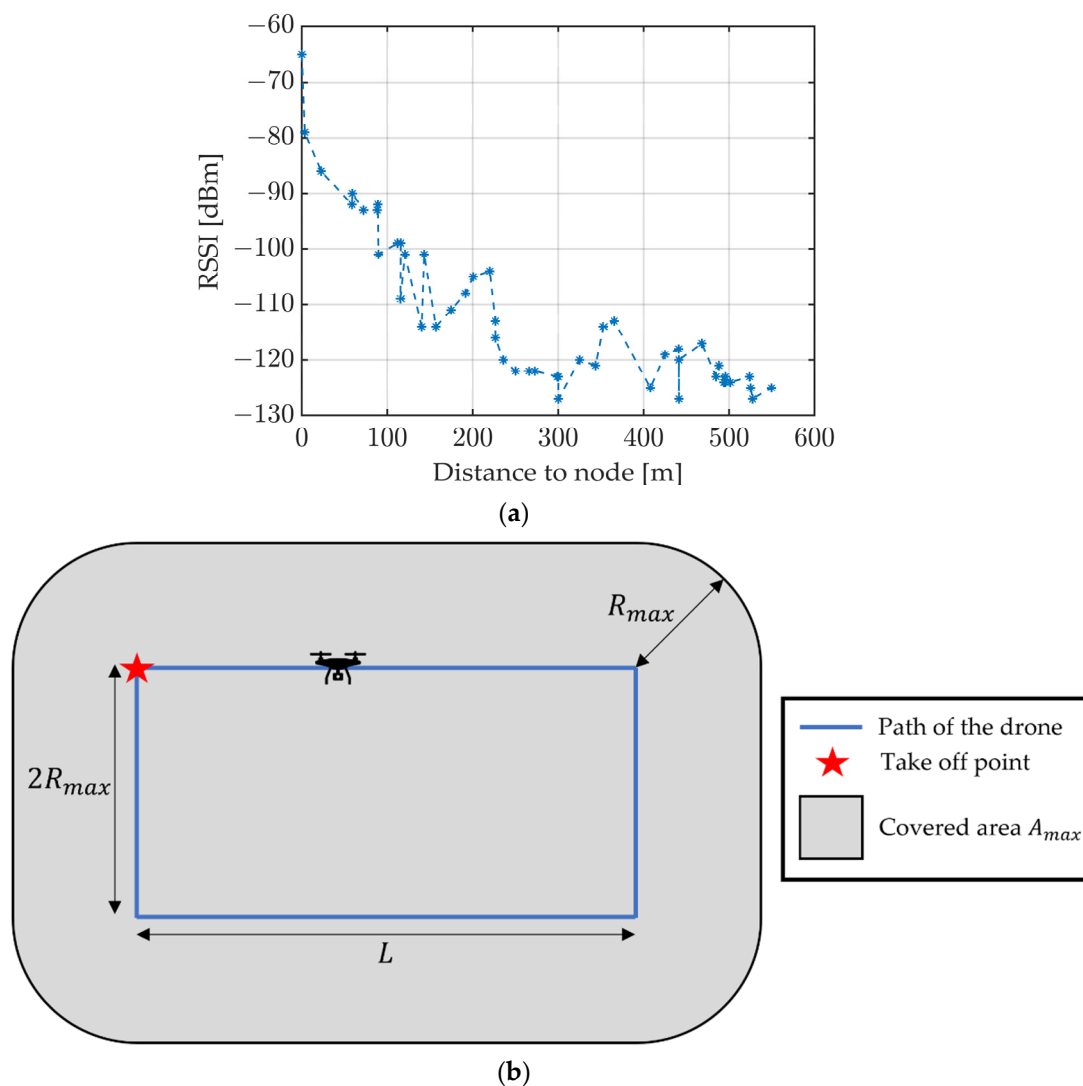 −60
−70
−80
−90
−100
−110
−120
−130
RSSI [dBm]
0 100 200 300 400 500 600
Distance to node [m]
(a)
R_max
2R_max
L
Path of the drone
Take off point
Covered area A_max
(b)